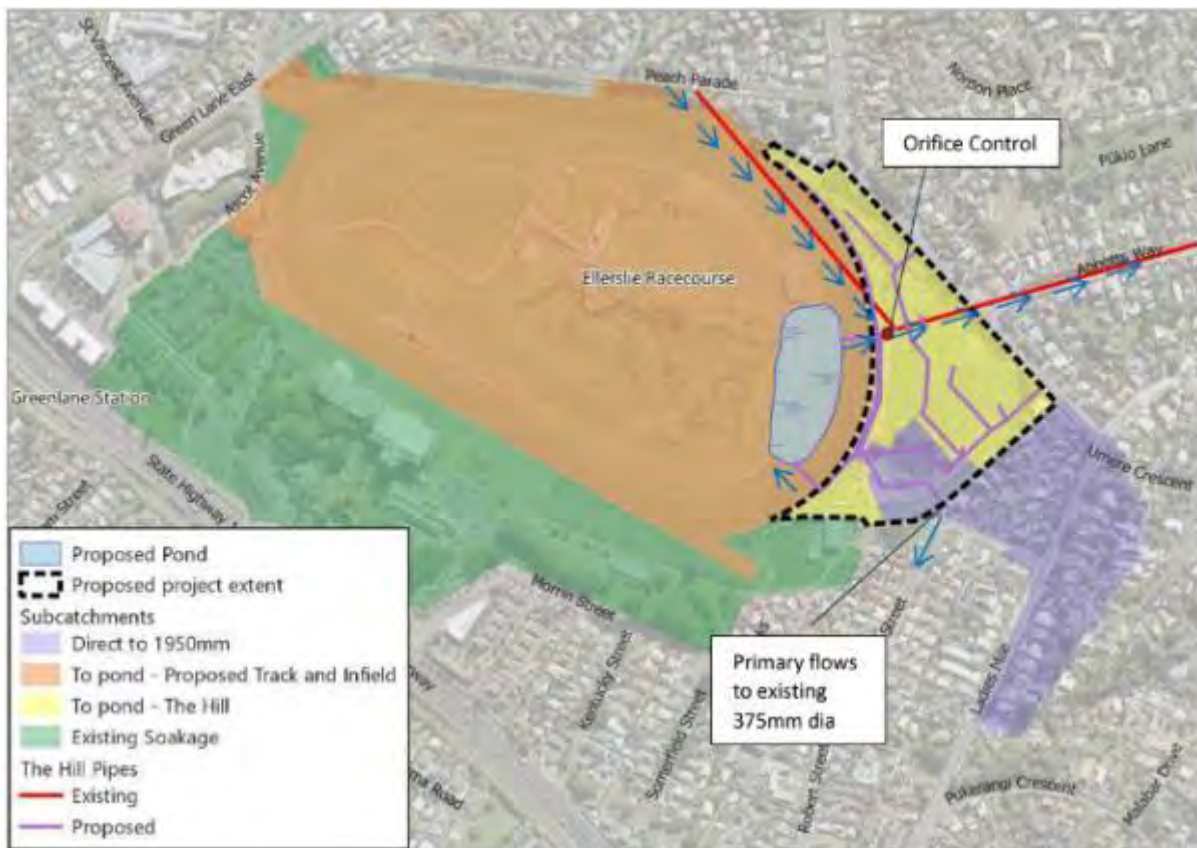 St Vincent Avenue
Green Lane East
Peach Parade
Norton Place
Orifice Control
Pūkio Lane
Ascot Avenue
Abbotts Way
Ellerslie Racecourse
Greenlane Station
State Highway
Umere Crescent
Street
Morrin Street
Kentucky Street
Somerfield Street
Street
Robert Street
Ladies Mile
Pukerangi Crescent
Malabar Drive
Road
Primary flows
to existing
375mm dia
Proposed Pond
Proposed project extent
Subcatchments
Direct to 1950mm
To pond - Proposed Track and Infield
To pond - The Hill
Existing Soakage
The Hill Pipes
Existing
Proposed